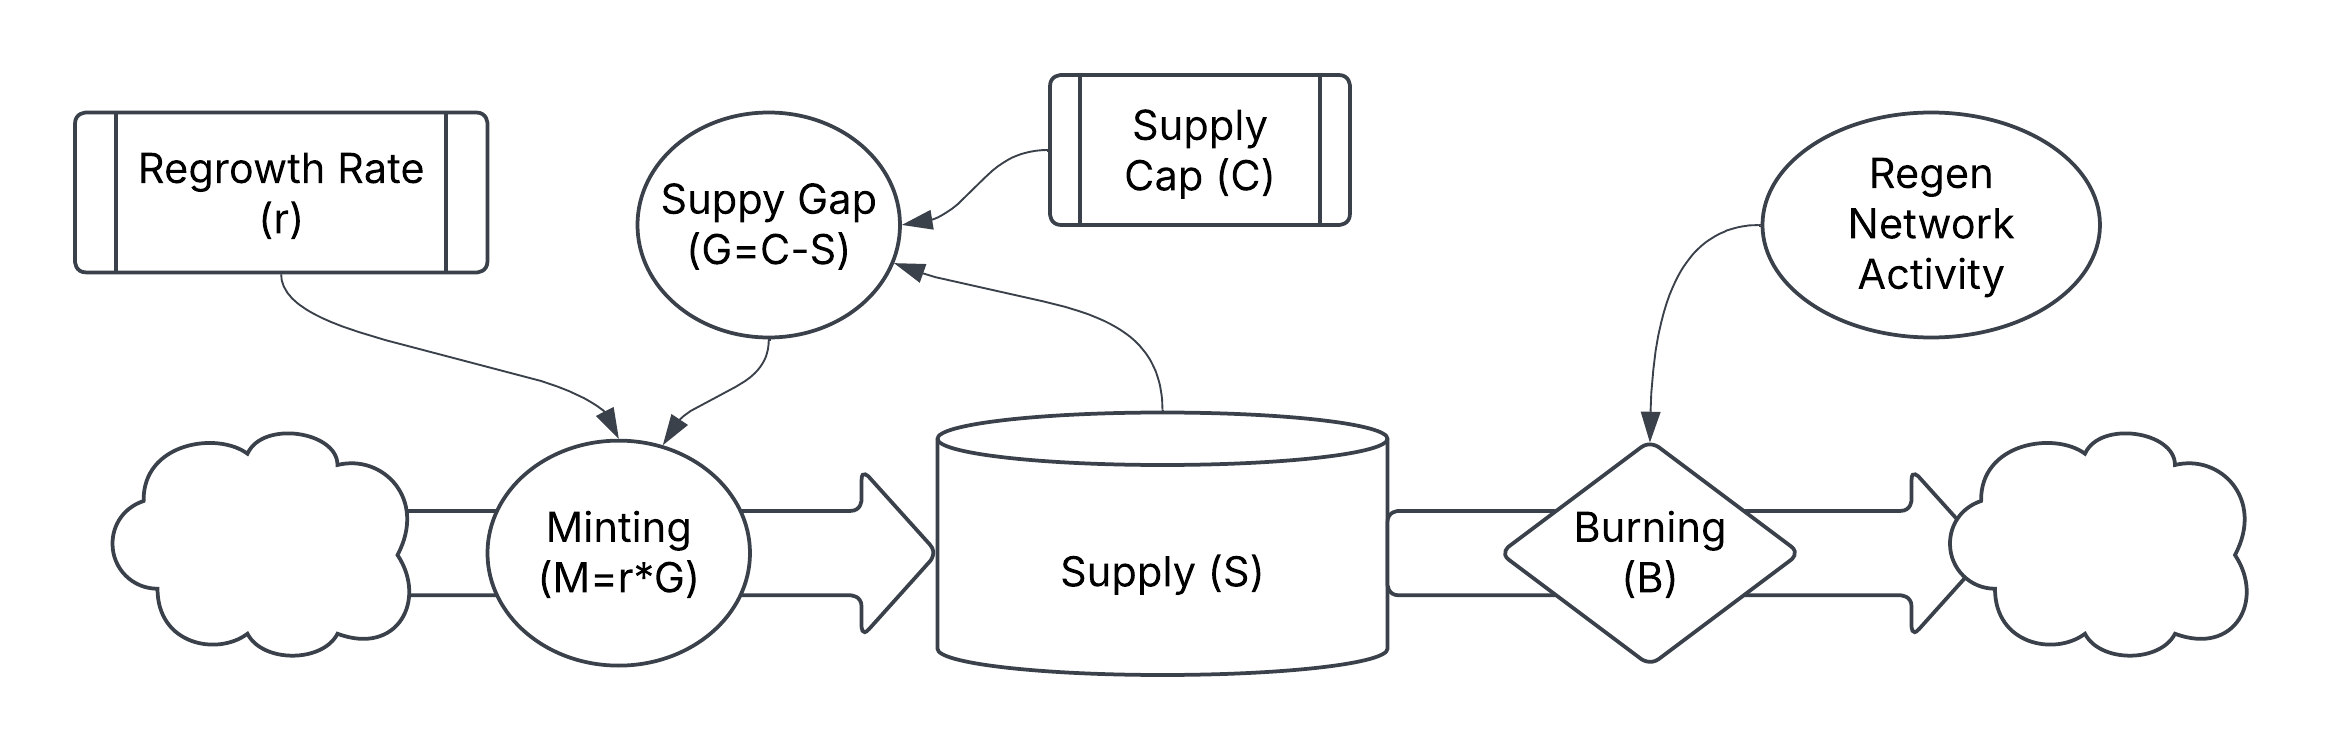 Regrowth Rate
(r)
Suppy Gap
(G=C-S)
Supply
Cap (C)
Regen
Network
Activity
Minting
(M=r*G)
Supply (S)
Burning
(B)